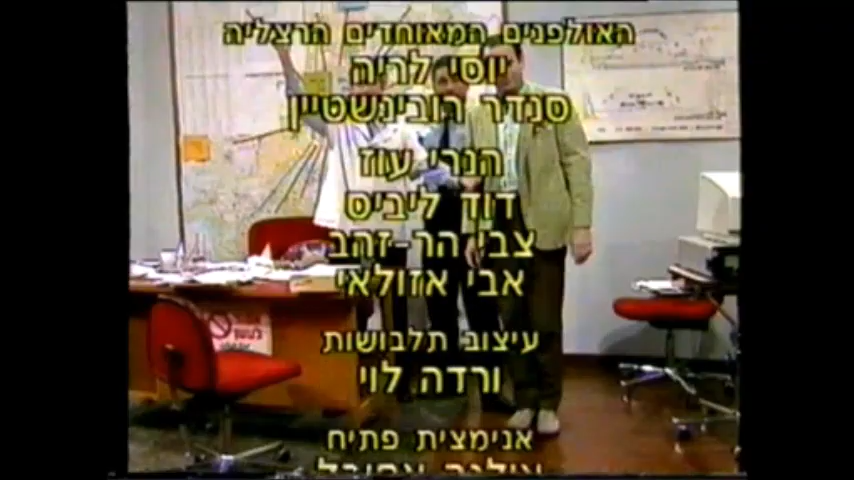 האולפנים המאוחדים הרצליה
יוסי לריה
סנדר רובינשטיין
הנרי עוז
דוד ליביס
צבי הר-זהב
אבי אזולאי
עיצוב תלבושות
ורדה לוי
אנימצית פתיח